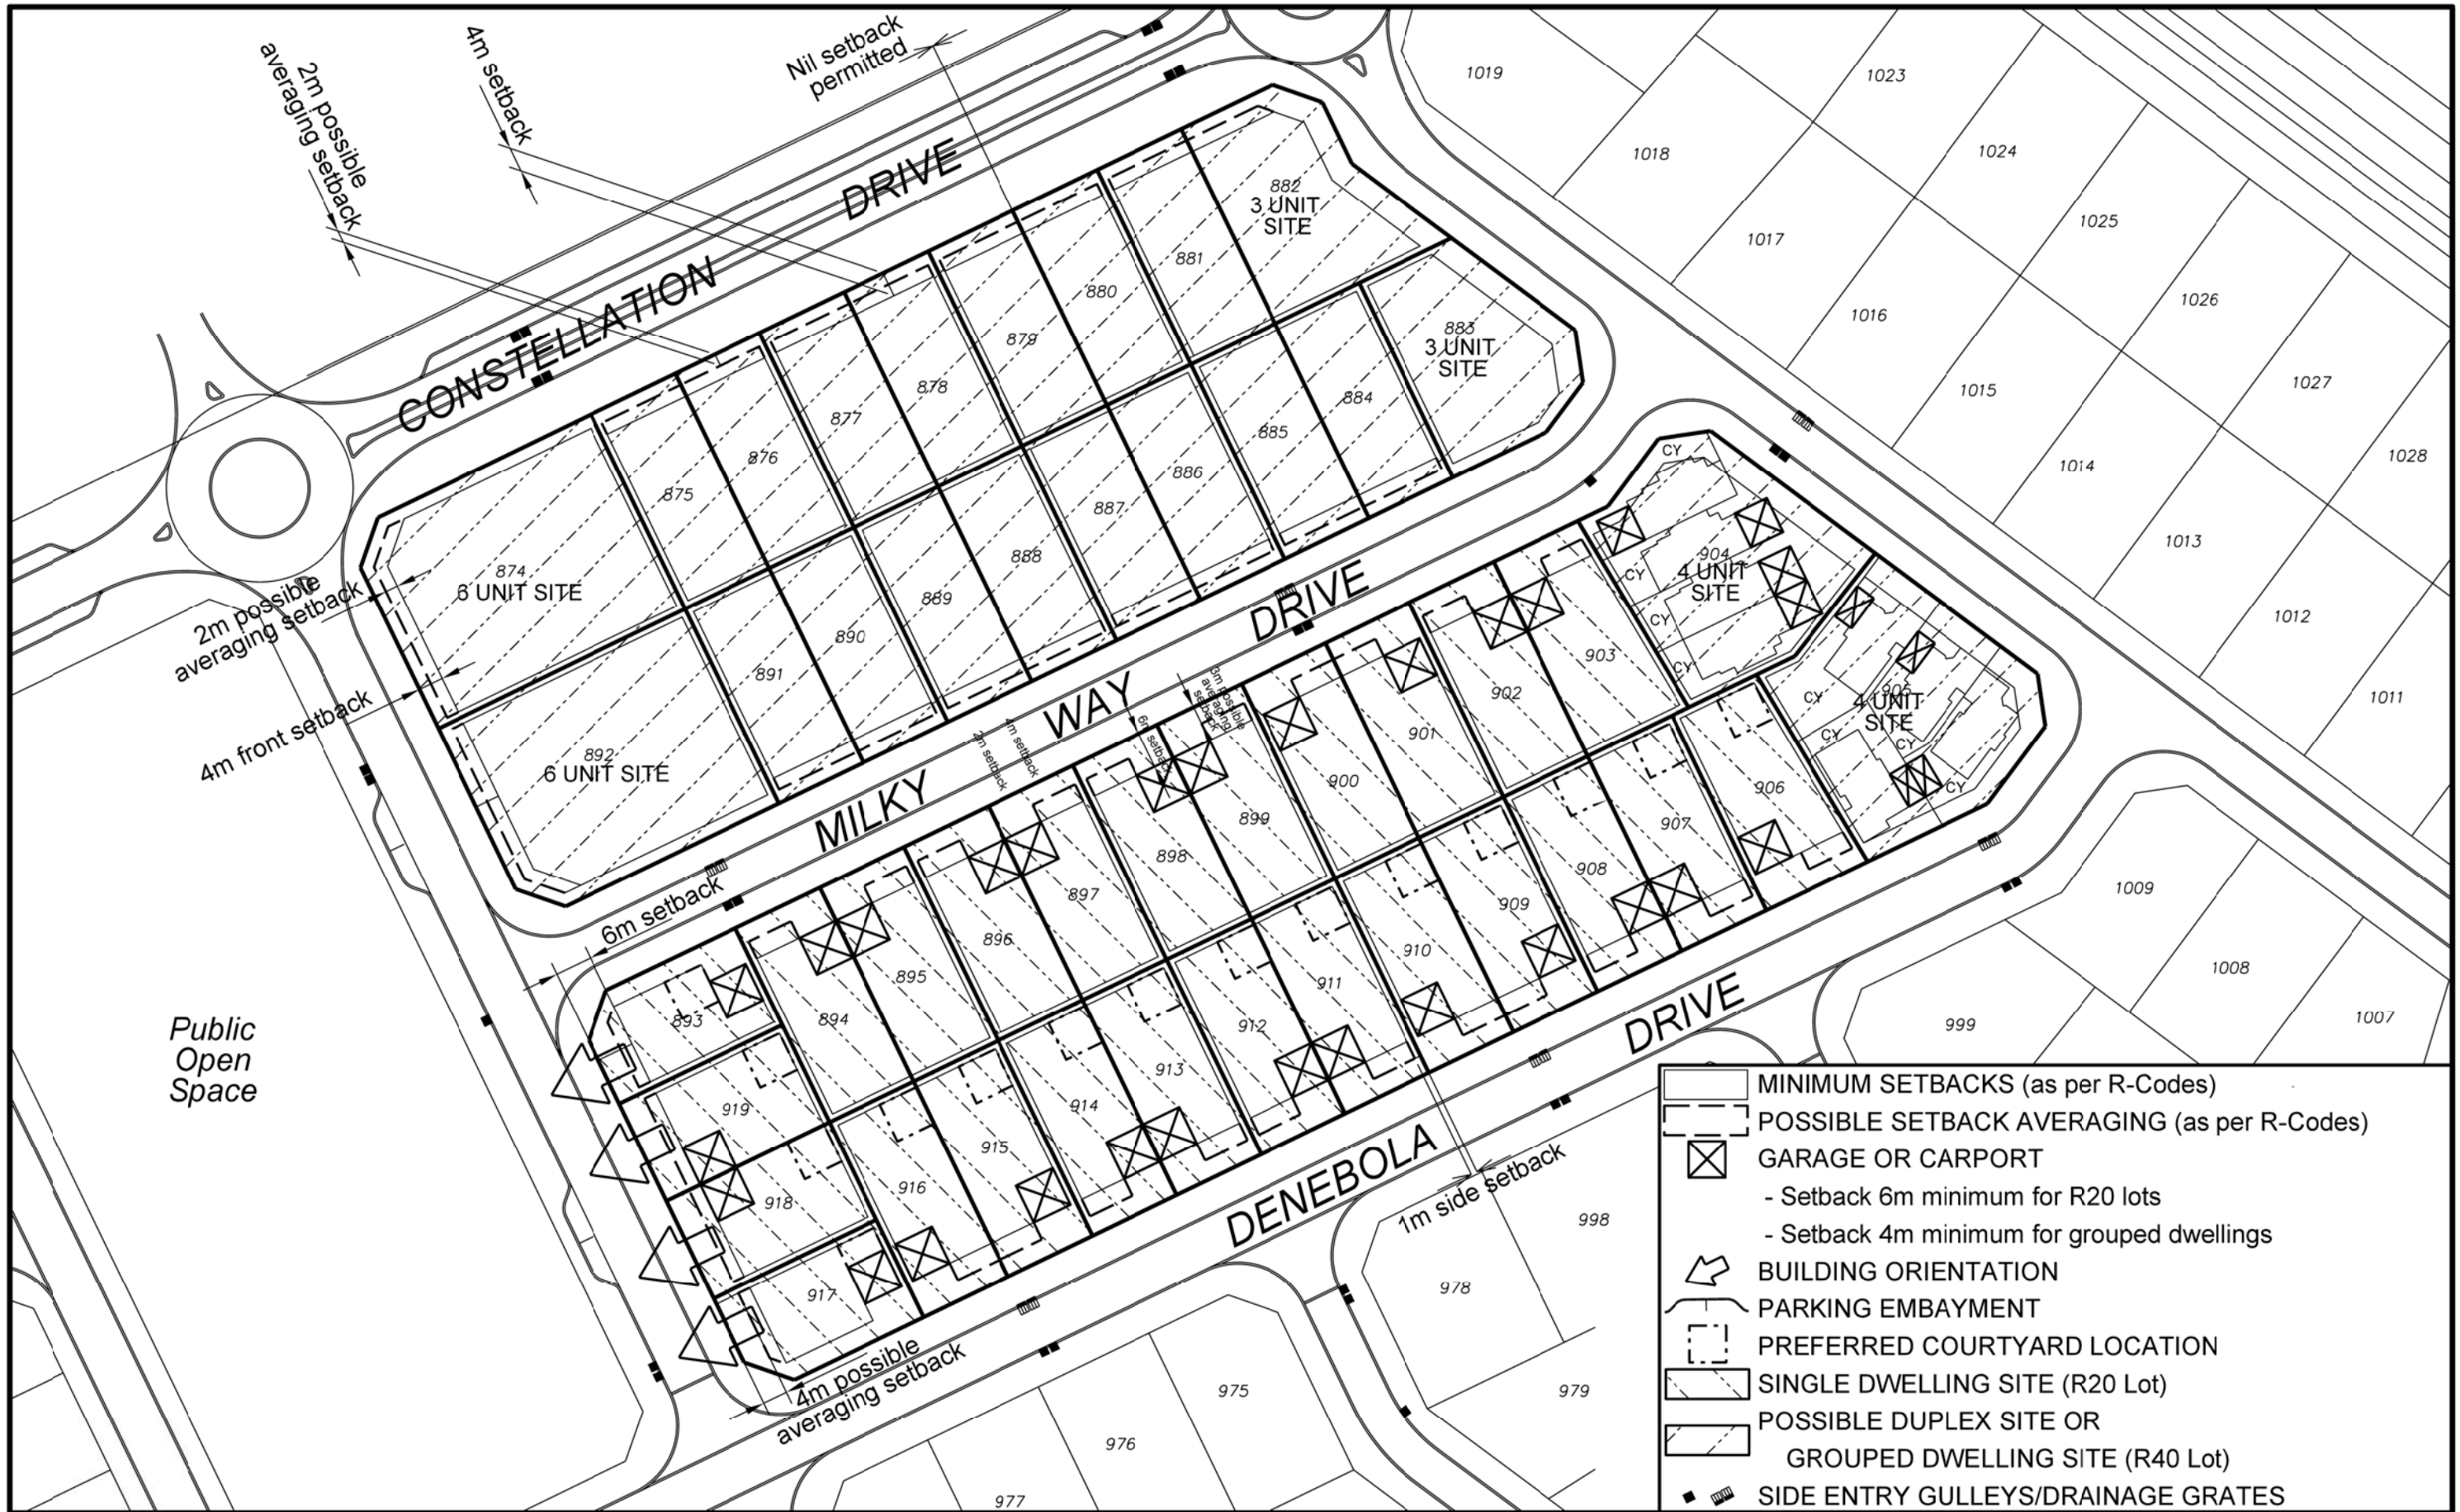 2m possible
averaging setback
4m setback
Nil setback
permitted
CONSTELLATION DRIVE
1019
1023
1018
1024
1017
1025
1016
1026
1015
1027
1014
1028
1013
1012
1011
882
3 UNIT
SITE
881
880
879
878
877
876
875
874
3 UNIT SITE
883
3 UNIT
SITE
884
885
886
887
888
889
890
891
892
6 UNIT SITE
2m possible
averaging setback
4m front setback
MILKY WAY DRIVE
2m setback
4m setback
6m setback
3m possible
averaging
setback
6m setback
CY
904
4 UNIT
SITE
CY
CY
CY
CY
905
4 UNIT
SITE
CY
CY
CY
903
902
901
900
899
898
897
896
895
894
893
906
907
908
909
910
911
912
913
914
915
916
917
918
919
Public
Open
Space
DENEBOLA DRIVE
4m possible
averaging setback
1m side setback
1009
1008
1007
999
998
978
979
975
976
977
MINIMUM SETBACKS (as per R-Codes)
POSSIBLE SETBACK AVERAGING (as per R-Codes)
GARAGE OR CARPORT
- Setback 6m minimum for R20 lots
- Setback 4m minimum for grouped dwellings
BUILDING ORIENTATION
PARKING EMBAYMENT
PREFERRED COURTYARD LOCATION
SINGLE DWELLING SITE (R20 Lot)
POSSIBLE DUPLEX SITE OR
GROUPED DWELLING SITE (R40 Lot)
SIDE ENTRY GULLEYS/DRAINAGE GRATES